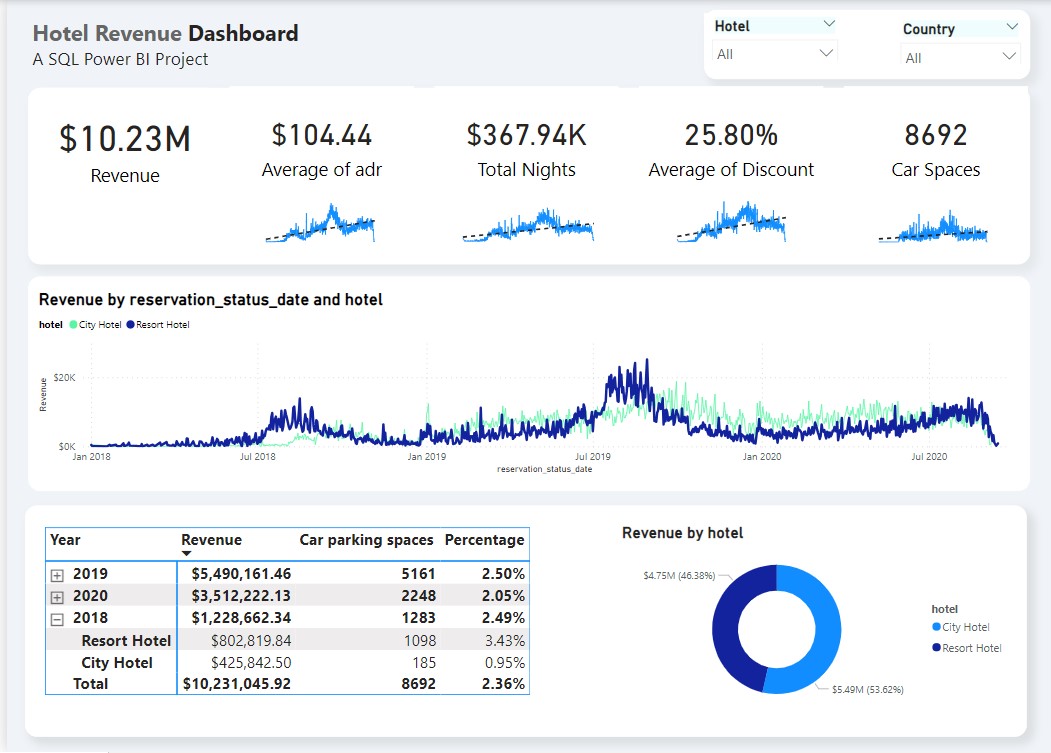 Hotel Revenue Dashboard
A SQL Power BI Project
Hotel
All
Country
All
$10.23M
Revenue
$104.44
Average of adr
$367.94K
Total Nights
25.80%
Average of Discount
8692
Car Spaces
Revenue by reservation_status_date and hotel
hotel City Hotel Resort Hotel
Revenue
$20K
$0K
Jan 2018 Jul 2018 Jan 2019 Jul 2019 Jan 2020 Jul 2020
reservation_status_date
Year Revenue Car parking spaces Percentage
2019 $5,490,161.46 5161 2.50%
2020 $3,512,222.13 2248 2.05%
2018 $1,228,662.34 1283 2.49%
Resort Hotel $802,819.84 1098 3.43%
City Hotel $425,842.50 185 0.95%
Total $10,231,045.92 8692 2.36%
Revenue by hotel
$4.75M (46.38%)
$5.49M (53.62%)
hotel
City Hotel
Resort Hotel